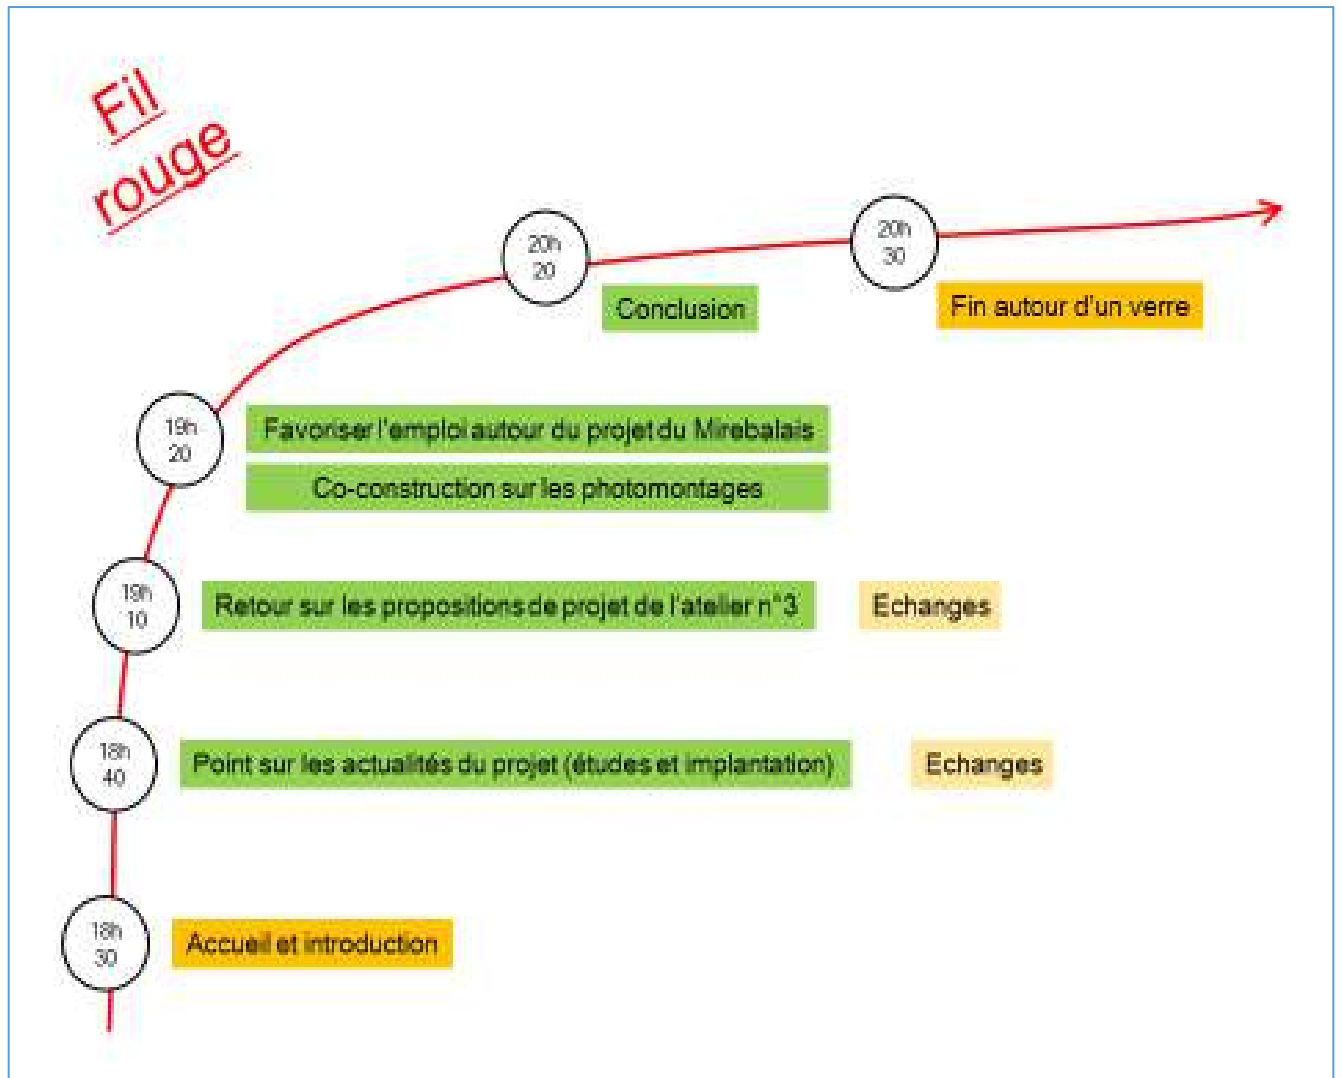 Fil
rouge
20h
20
Conclusion
20h
30
Fin autour d'un verre
19h
20
Favoriser l'emploi autour du projet du Mirebalais
Co-construction sur les photomontages
19h
10
Retour sur les propositions de projet de l'atelier n°3
Echanges
18h
40
Point sur les actualités du projet (études et implantation)
Echanges
18h
30
Accueil et introduction